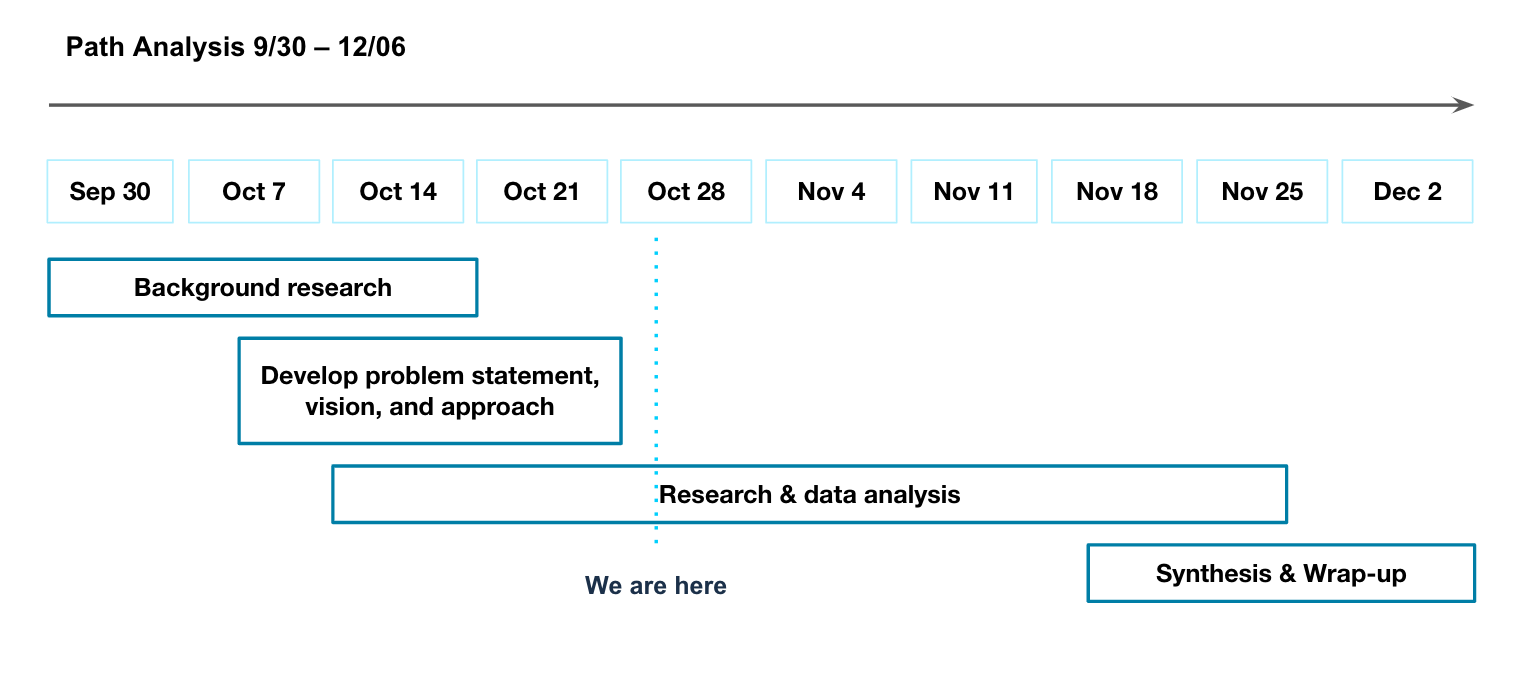 Path Analysis 9/30 – 12/06
Sep 30
Oct 7
Oct 14
Oct 21
Oct 28
Nov 4
Nov 11
Nov 18
Nov 25
Dec 2
Background research
Develop problem statement,
vision, and approach
Research & data analysis
Synthesis & Wrap-up
We are here